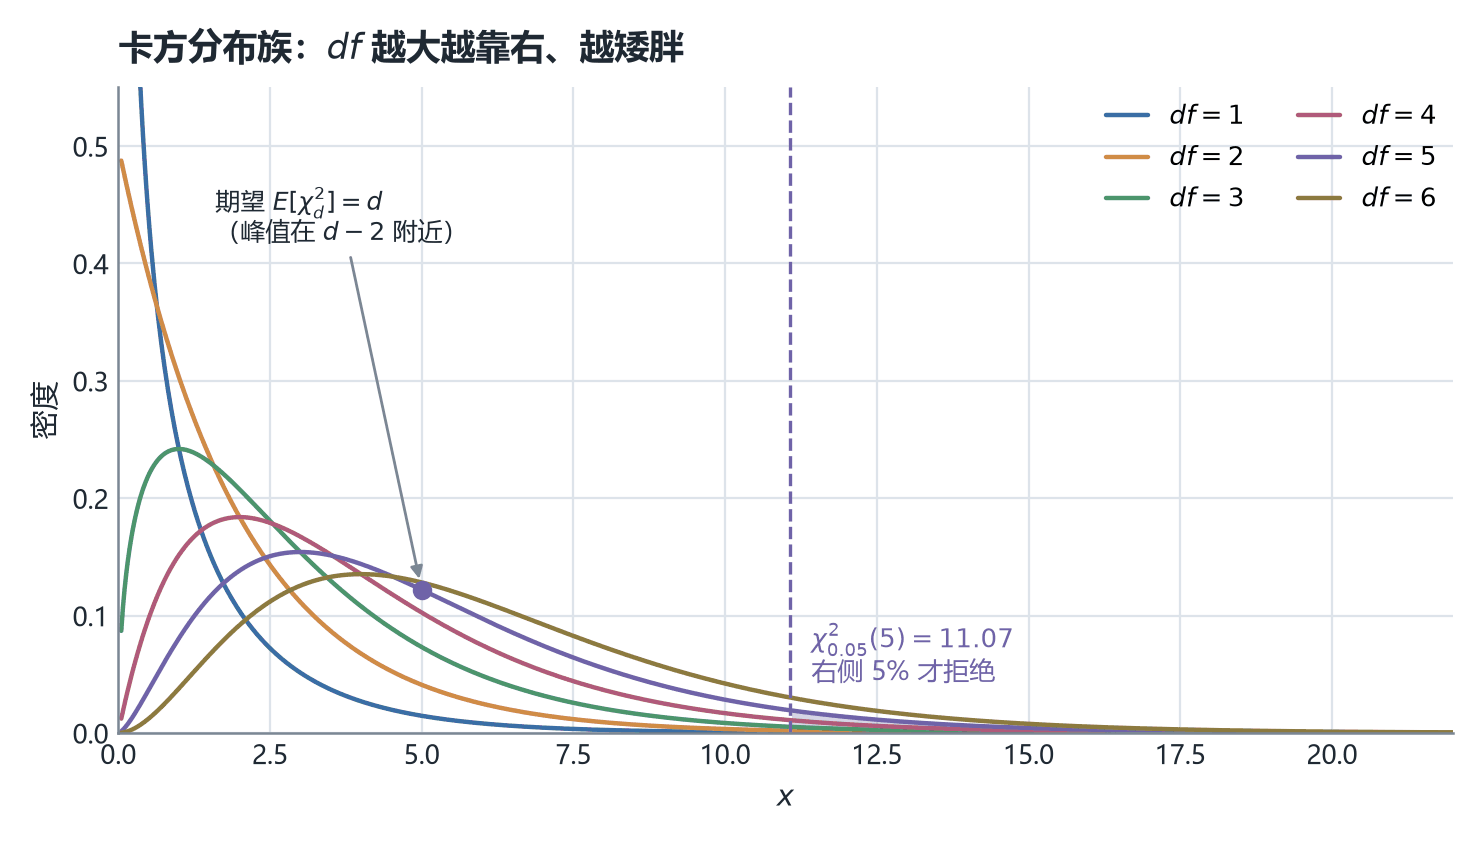 卡方分布族：df 越大越靠右、越矮胖
df = 1
df = 2
df = 3
df = 4
df = 5
df = 6
期望 E[χ²_d] = d
（峰值在 d − 2 附近）
χ²_0.05(5) = 11.07
右侧 5% 才拒绝
密度
0.5
0.4
0.3
0.2
0.1
0.0
0.0 2.5 5.0 7.5 10.0 12.5 15.0 17.5 20.0
x